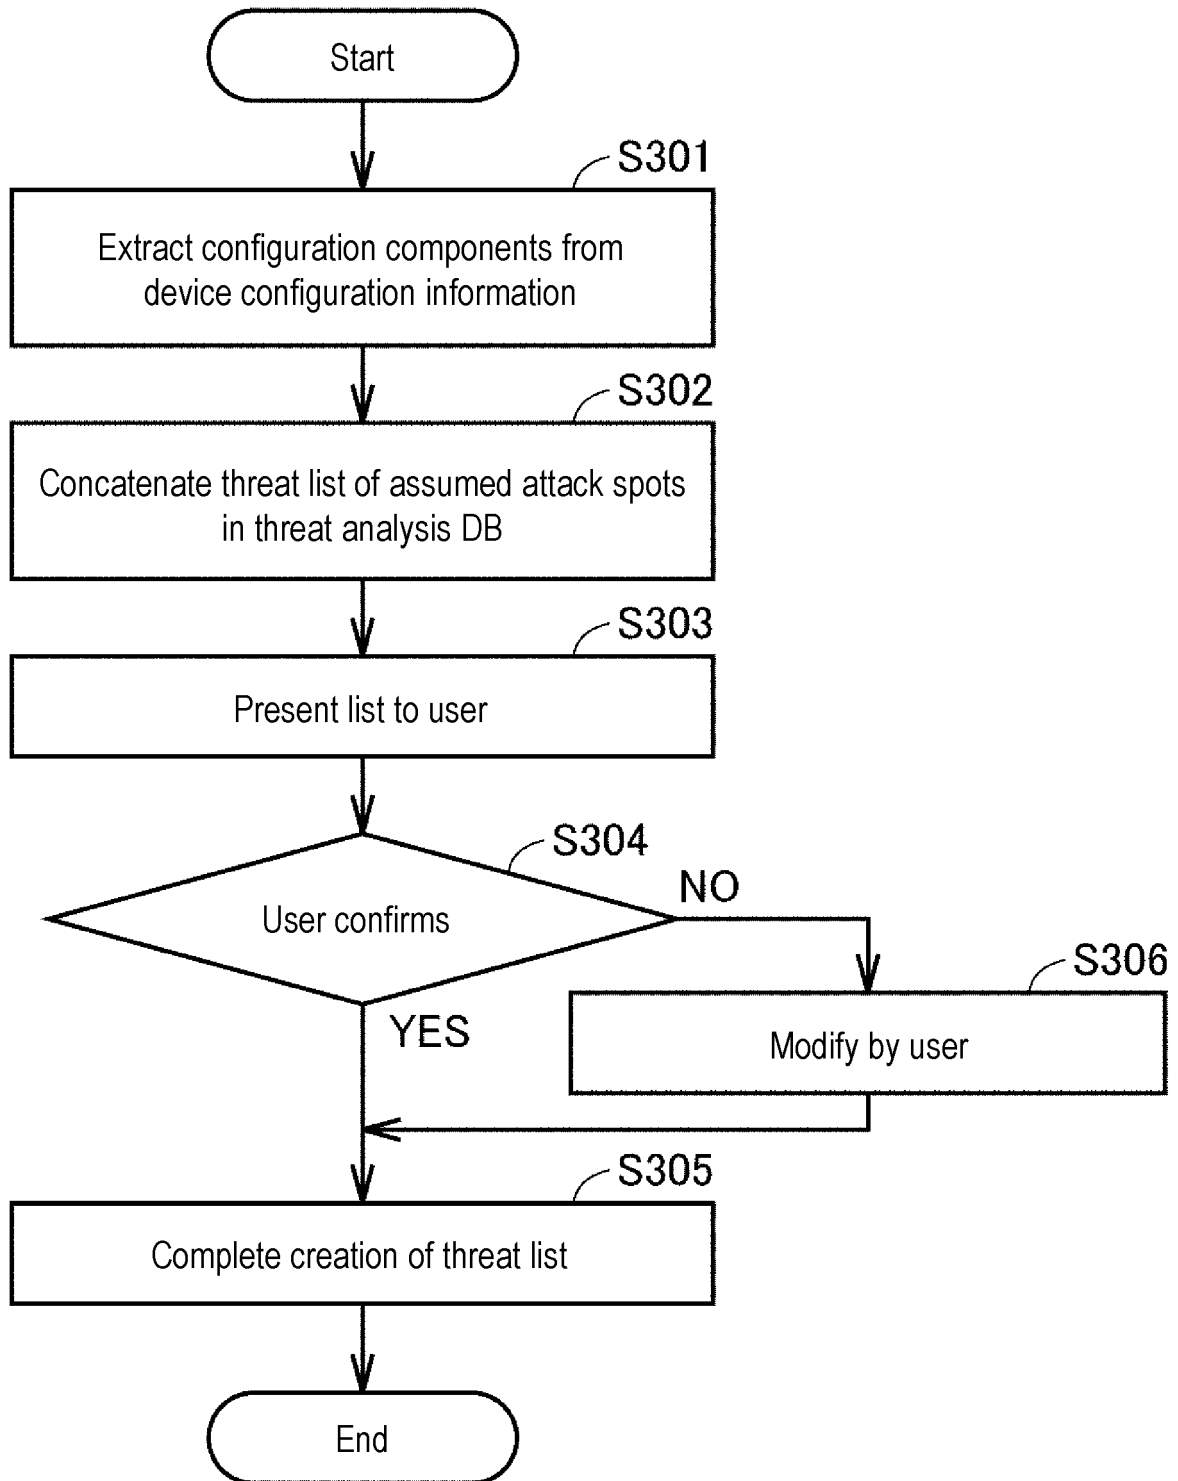 Start
S301
Extract configuration components from
device configuration information
S302
Concatenate threat list of assumed attack spots
in threat analysis DB
S303
Present list to user
S304
User confirms
NO
YES
S306
Modify by user
S305
Complete creation of threat list
End